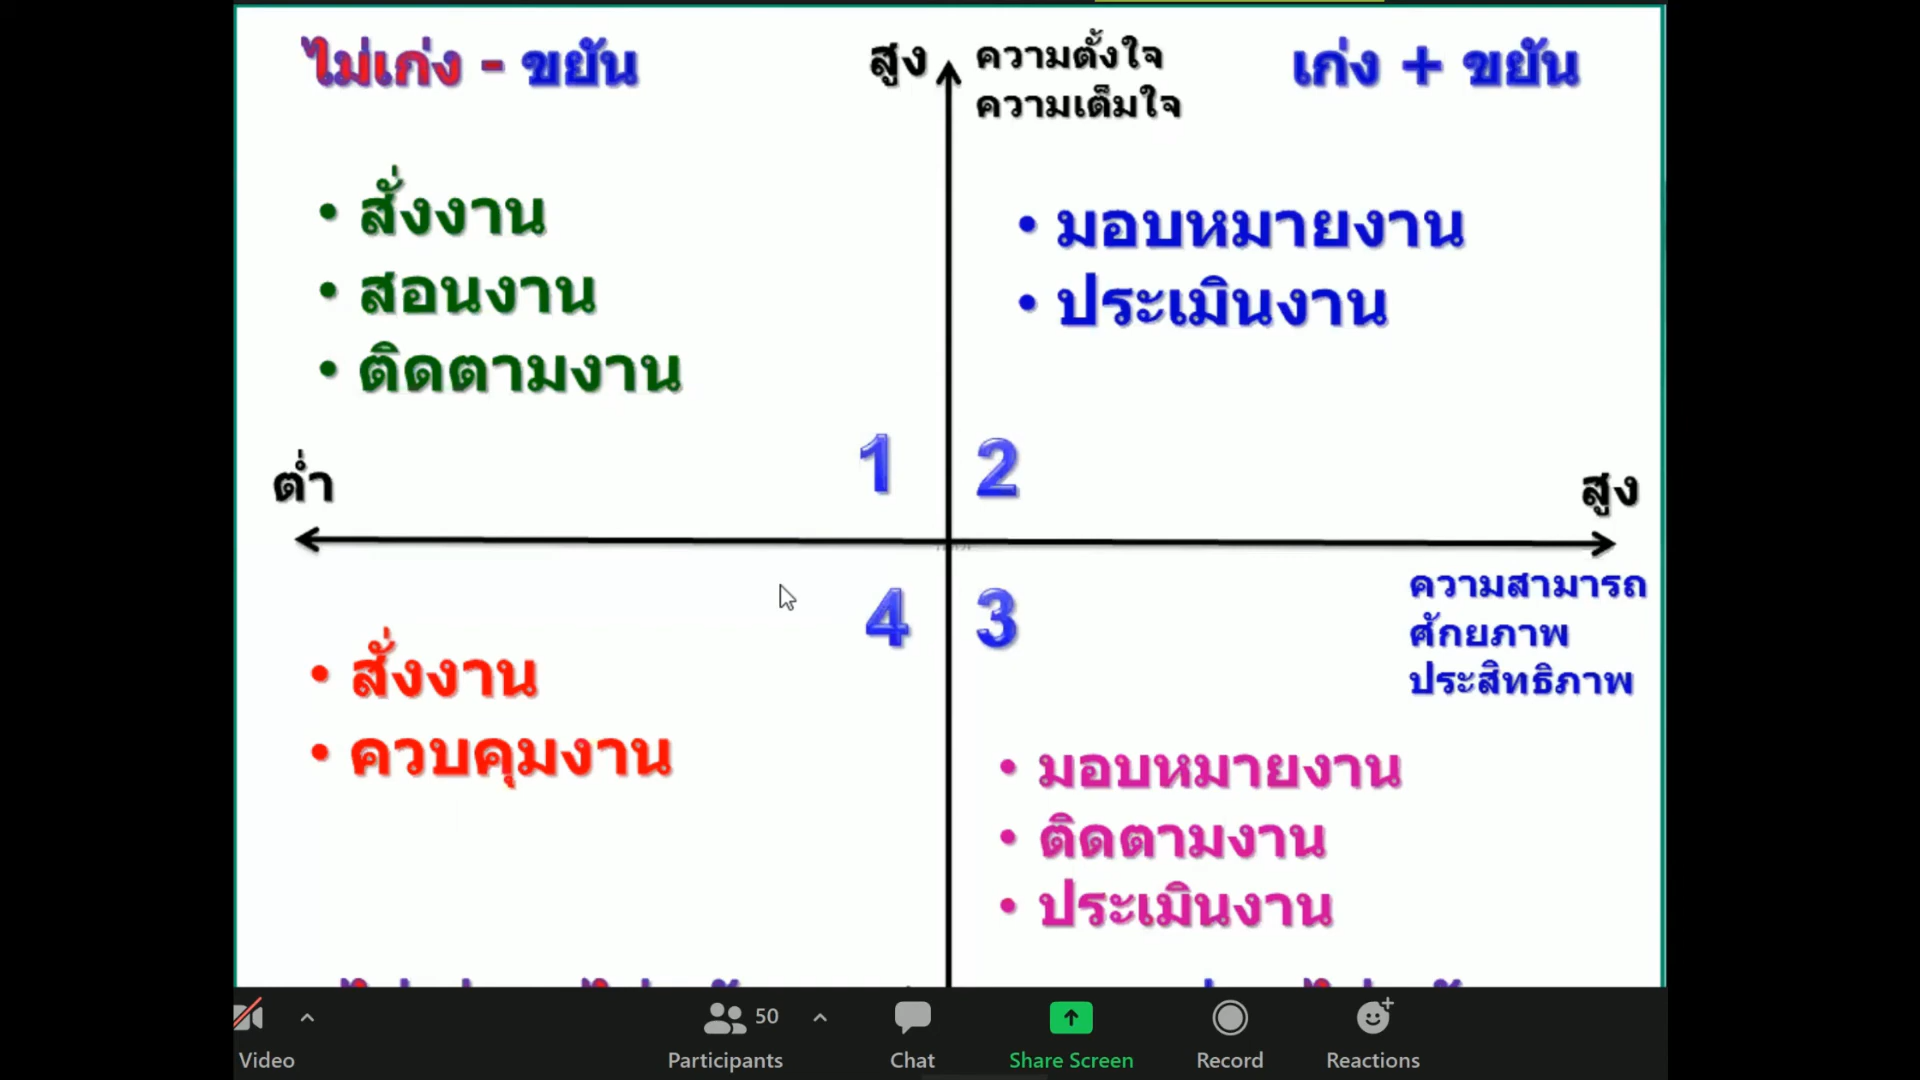 ไม่เก่ง - ขยัน
สูง
ความตั้งใจ
ความเต็มใจ
เก่ง + ขยัน
• สั่งงาน
• สอนงาน
• ติดตามงาน
• มอบหมายงาน
• ประเมินงาน
1
2
ต่ำ
สูง
4
3
ความสามารถ
ศักยภาพ
ประสิทธิภาพ
• สั่งงาน
• ควบคุมงาน
• มอบหมายงาน
• ติดตามงาน
• ประเมินงาน
50
Video
Participants
Chat
Share Screen
Record
Reactions